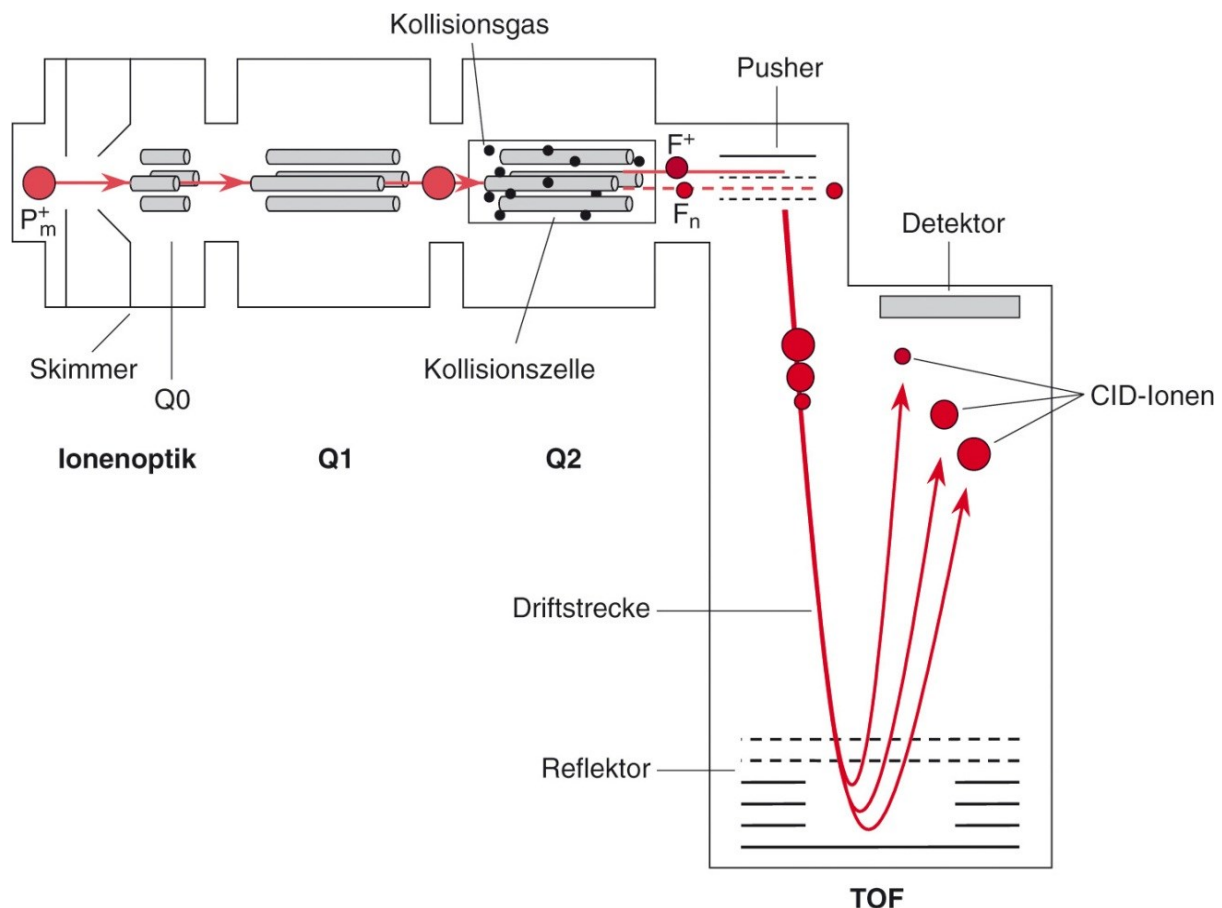 Kollisionsgas
Pusher
F+
P+m
Fn
Detektor
Skimmer
Kollisionszelle
Q0
CID-Ionen
Ionenoptik
Q1
Q2
Driftstrecke
Reflektor
TOF